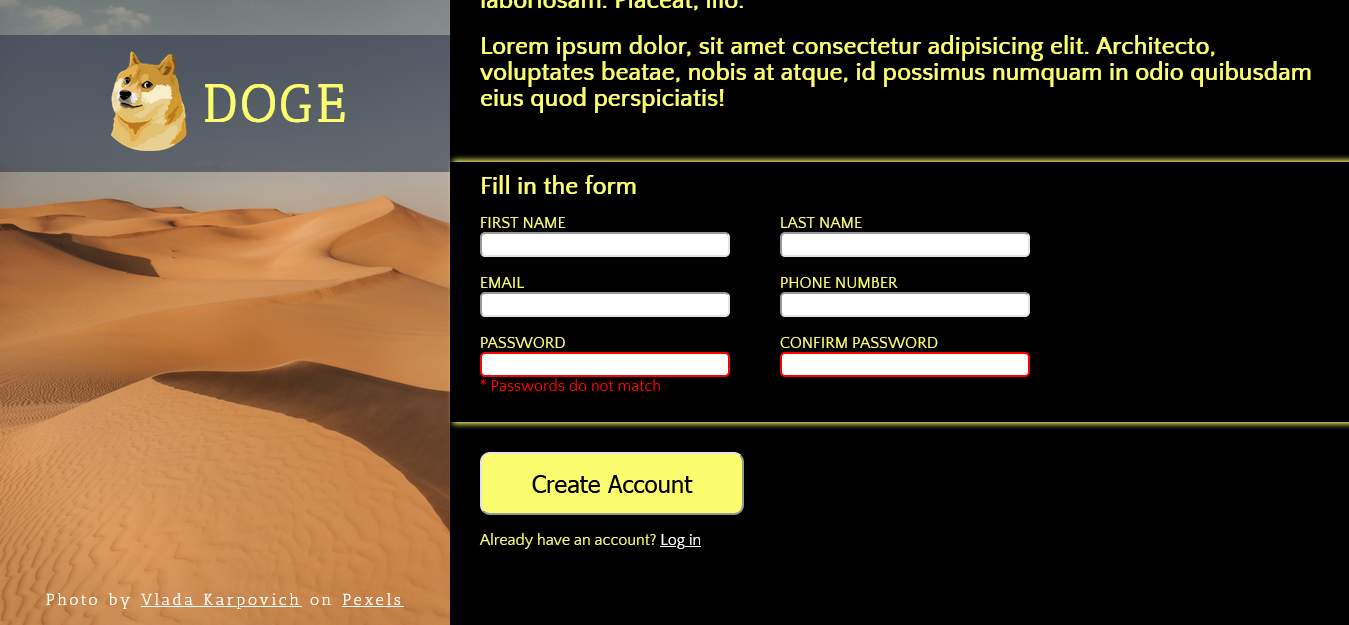 DOGE
Photo by Vlada Karpovich on Pexels
laboriosam. Placeat, illo.
Lorem ipsum dolor, sit amet consectetur adipisicing elit. Architecto,
voluptates beatae, nobis at atque, id possimus numquam in odio quibusdam
eius quod perspiciatis!
Fill in the form
FIRST NAME
LAST NAME
EMAIL
PHONE NUMBER
PASSWORD
CONFIRM PASSWORD
* Passwords do not match
Create Account
Already have an account? Log in